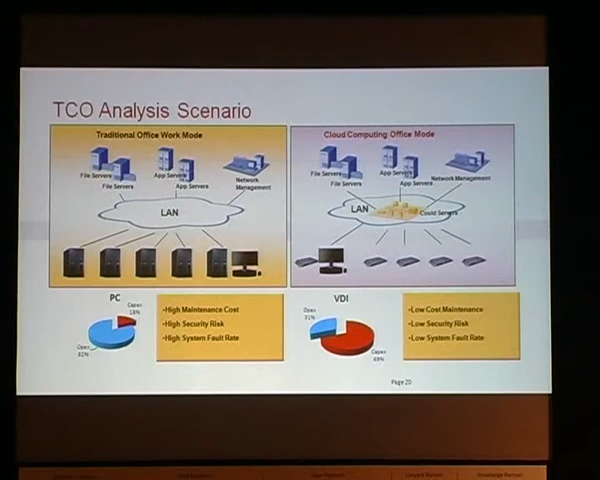 TCO Analysis Scenario
Traditional Office Work Mode
File Servers
File Servers
App Servers
App Servers
Network
Management
LAN
Cloud Computing Office Mode
File Servers
File Servers
App Servers
App Servers
Network Management
LAN
Could Servers
PC
Capex
18%
Opex
82%
•High Maintenance Cost
•High Security Risk
•High System Fault Rate
VDI
Opex
31%
Capex
69%
•Low Cost Maintenance
•Low Security Risk
•Low System Fault Rate
Page 20
Knowledge Partner